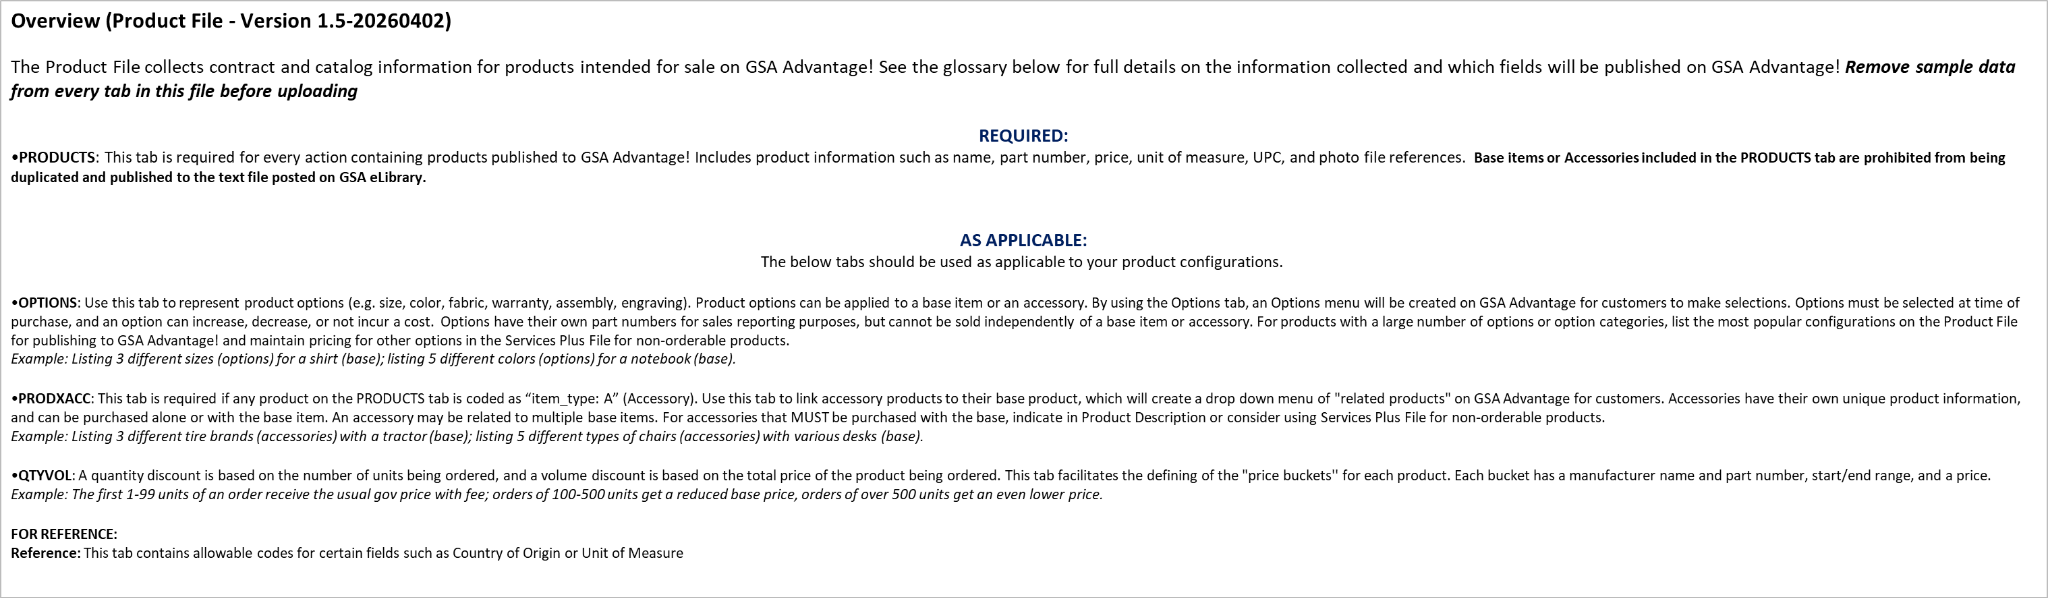 Overview (Product File - Version 1.5-20260402)
The Product File collects contract and catalog information for products intended for sale on GSA Advantage! See the glossary below for full details on the information collected and which fields will be published on GSA Advantage! Remove sample data
from every tab in this file before uploading
REQUIRED:
•PRODUCTS: This tab is required for every action containing products published to GSA Advantage! Includes product information such as name, part number, price, unit of measure, UPC, and photo file references.  Base items or Accessories included in the PRODUCTS tab are prohibited from being
duplicated and published to the text file posted on GSA eLibrary.
AS APPLICABLE:
The below tabs should be used as applicable to your product configurations.
•OPTIONS: Use this tab to represent product options (e.g. size, color, fabric, warranty, assembly, engraving). Product options can be applied to a base item or an accessory. By using the Options tab, an Options menu will be created on GSA Advantage for customers to make selections. Options must be selected at time of
purchase, and an option can increase, decrease, or not incur a cost.  Options have their own part numbers for sales reporting purposes, but cannot be sold independently of a base item or accessory. For products with a large number of options or option categories, list the most popular configurations on the Product File
for publishing to GSA Advantage! and maintain pricing for other options in the Services Plus File for non-orderable products.
Example: Listing 3 different sizes (options) for a shirt (base); listing 5 different colors (options) for a notebook (base).
•PRODXACC: This tab is required if any product on the PRODUCTS tab is coded as “item_type: A” (Accessory). Use this tab to link accessory products to their base product, which will create a drop down menu of "related products" on GSA Advantage for customers. Accessories have their own unique product information,
and can be purchased alone or with the base item. An accessory may be related to multiple base items. For accessories that MUST be purchased with the base, indicate in Product Description or consider using Services Plus File for non-orderable products.
Example: Listing 3 different tire brands (accessories) with a tractor (base); listing 5 different types of chairs (accessories) with various desks (base).
•QTYVOL: A quantity discount is based on the number of units being ordered, and a volume discount is based on the total price of the product being ordered. This tab facilitates the defining of the "price buckets" for each product. Each bucket has a manufacturer name and part number, start/end range, and a price.
Example: The first 1-99 units of an order receive the usual gov price with fee; orders of 100-500 units get a reduced base price, orders of over 500 units get an even lower price.
FOR REFERENCE:
Reference: This tab contains allowable codes for certain fields such as Country of Origin or Unit of Measure